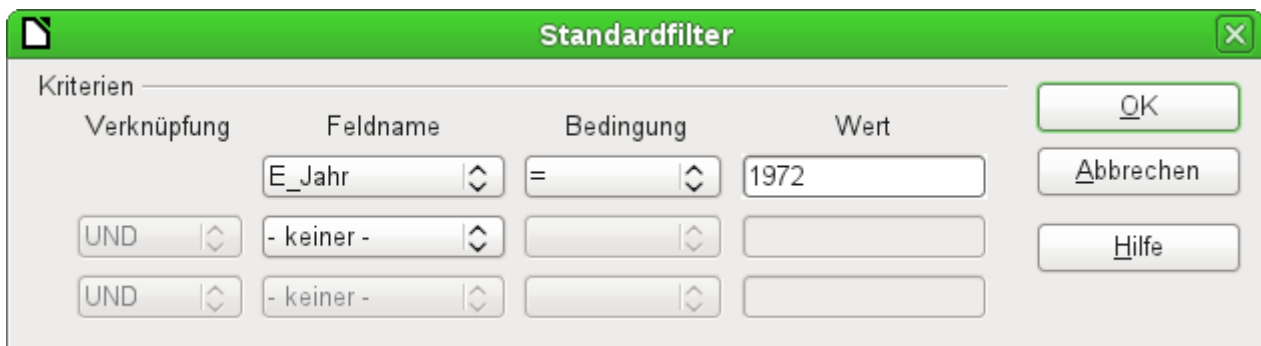 Standardfilter
Kriterien
Verknüpfung Feldname Bedingung Wert
E_Jahr = 1972
UND - keiner -
UND - keiner -
OK
Abbrechen
Hilfe